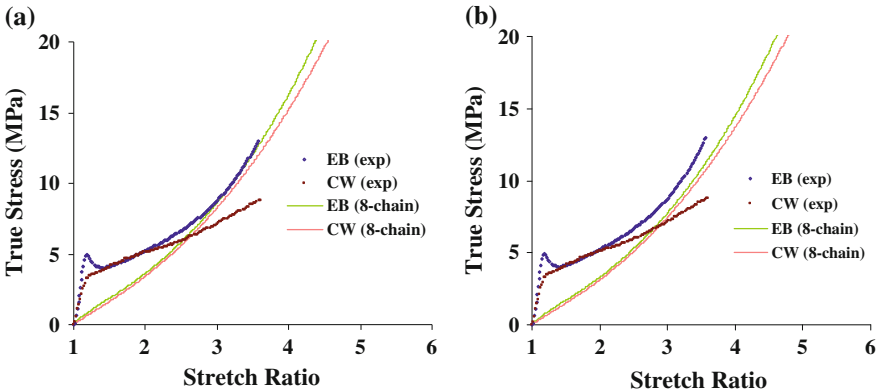 (a)
20
15
10
5
0
True Stress (MPa)
EB (exp)
CW (exp)
EB (8-chain)
CW (8-chain)
1 2 3 4 5 6
Stretch Ratio
(b)
20
15
10
5
0
True Stress (MPa)
EB (exp)
CW (exp)
EB (8-chain)
CW (8-chain)
1 2 3 4 5 6
Stretch Ratio